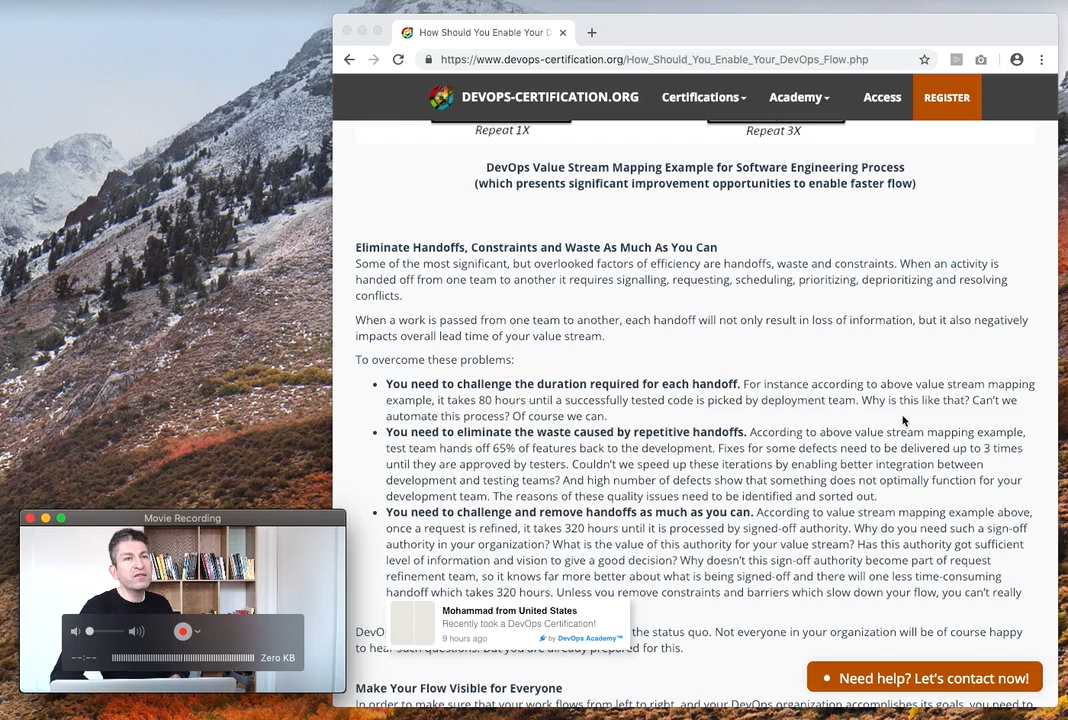 How Should You Enable Your D
https://www.devops-certification.org/How_Should_You_Enable_Your_DevOps_Flow.php
DEVOPS-CERTIFICATION.ORG Certifications Academy Access REGISTER
Repeat 1X Repeat 3X
DevOps Value Stream Mapping Example for Software Engineering Process
(which presents significant improvement opportunities to enable faster flow)
Eliminate Handoffs, Constraints and Waste As Much As You Can
Some of the most significant, but overlooked factors of efficiency are handoffs, waste and constraints. When an activity is
handed off from one team to another it requires signalling, requesting, scheduling, prioritizing, deprioritizing and resolving
conflicts.
When a work is passed from one team to another, each handoff will not only result in loss of information, but it also negatively
impacts overall lead time of your value stream.
To overcome these problems:
• You need to challenge the duration required for each handoff. For instance according to above value stream mapping
example, it takes 80 hours until a successfully tested code is picked by deployment team. Why is this like that? Can't we
automate this process? Of course we can.
• You need to eliminate the waste caused by repetitive handoffs. According to above value stream mapping example,
test team hands off 65% of features back to the development. Fixes for some defects need to be delivered up to 3 times
until they are approved by testers. Couldn't we speed up these iterations by enabling better integration between
development and testing teams? And high number of defects show that something does not optimally function for your
development team. The reasons of these quality issues need to be identified and sorted out.
• You need to challenge and remove handoffs as much as you can. According to value stream mapping example above,
once a request is refined, it takes 320 hours until it is processed by signed-off authority. Why do you need such a sign-off
authority in your organization? What is the value of this authority for your value stream? Has this authority got sufficient
level of information and vision to give a good decision? Why doesn't this sign-off authority become part of request
refinement team, so it knows far more better about what is being signed-off and there will one less time-consuming
handoff which takes 320 hours. Unless you remove constraints and barriers which slow down your flow, you can't really
Mohammad from United States
Recently took a DevOps Certification!
9 hours ago by DevOps Academy™
DevO the status quo. Not everyone in your organization will be of course happy
to hear such questions. But you are already prepared for this.
Need help? Let's contact now!
Make Your Flow Visible for Everyone
In order to make sure that your work flows from left to right, and your DevOps organization accomplishes its goals, you need to
Movie Recording
--:-- Zero KB